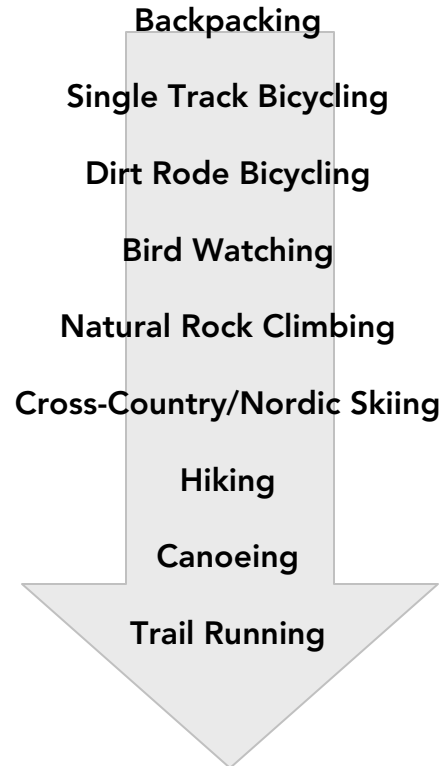 Backpacking
Single Track Bicycling
Dirt Rode Bicycling
Bird Watching
Natural Rock Climbing
Cross-Country/Nordic Skiing
Hiking
Canoeing
Trail Running